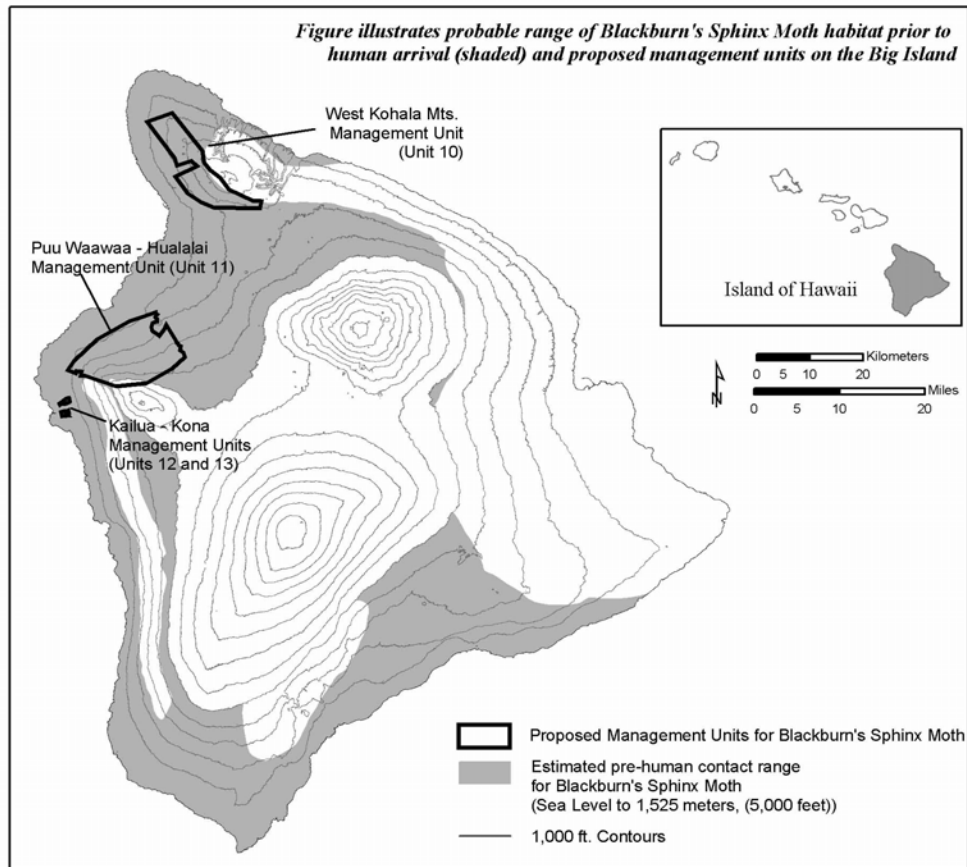 Figure illustrates probable range of Blackburn's Sphinx Moth habitat prior to
human arrival (shaded) and proposed management units on the Big Island
West Kohala Mts.
Management Unit
(Unit 10)
Puu Waawaa - Hualalai
Management Unit (Unit 11)
Island of Hawaii
Kilometers
0 5 10 20
Miles
0 5 10 20
N
Kailua - Kona
Management Units
(Units 12 and 13)
Proposed Management Units for Blackburn's Sphinx Moth
Estimated pre-human contact range
for Blackburn's Sphinx Moth
(Sea Level to 1,525 meters, (5,000 feet))
1,000 ft. Contours